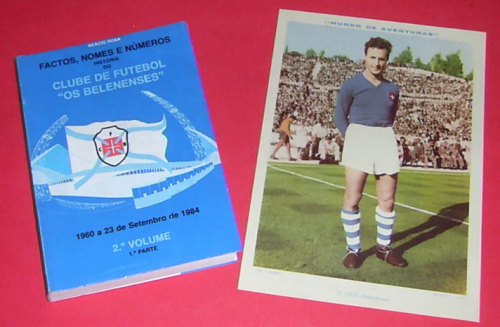 ACÁCIO ROSA
FACTOS, NOMES E NÚMEROS
HISTÓRIA
DO
CLUBE DE FUTEBOL
"OS BELENENSES"
C F B
1960 a 23 de Setembro de 1984
2.º VOLUME
1.ª PARTE
"MUNDO DE AVENTURAS"